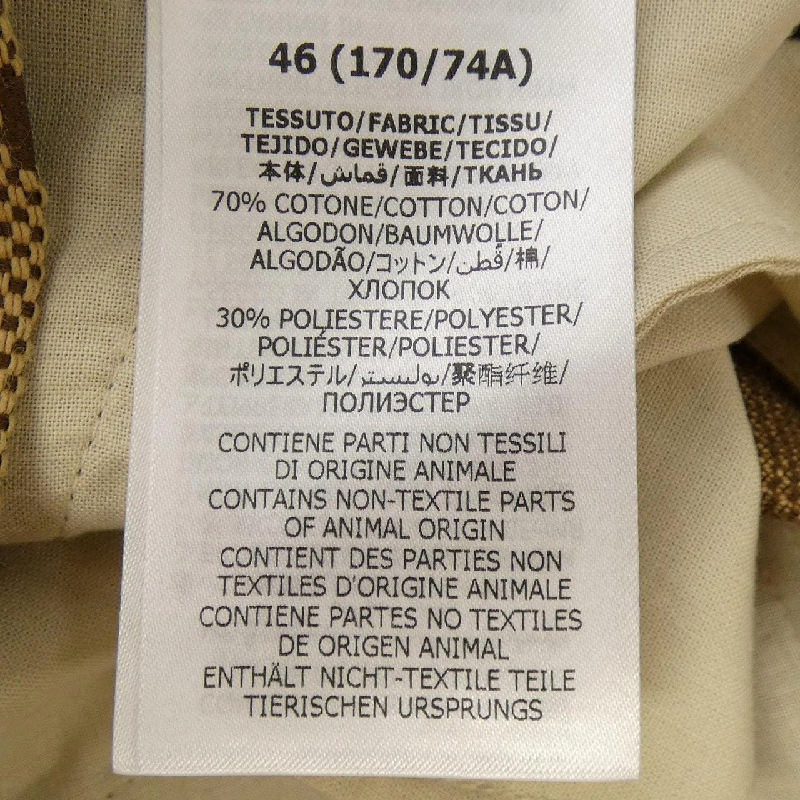 46 (170/74A)
TESSUTO/FABRIC/TISSU/
TEJIDO/GEWEBE/TECIDO/
本体/قماش/面料/ТКАНЬ
70% COTONE/COTTON/COTON/
ALGODON/BAUMWOLLE/
ALGODÃO/コットン/قطن/棉/
ХЛОПОК
30% POLIESTERE/POLYESTER/
POLIÉSTER/POLIESTER/
ポリエステル/بوليستر/聚酯纤维/
ПОЛИЭСТЕР
CONTIENE PARTI NON TESSILI
DI ORIGINE ANIMALE
CONTAINS NON-TEXTILE PARTS
OF ANIMAL ORIGIN
CONTIENT DES PARTIES NON
TEXTILES D'ORIGINE ANIMALE
CONTIENE PARTES NO TEXTILES
DE ORIGEN ANIMAL
ENTHÄLT NICHT-TEXTILE TEILE
TIERISCHEN URSPRUNGS